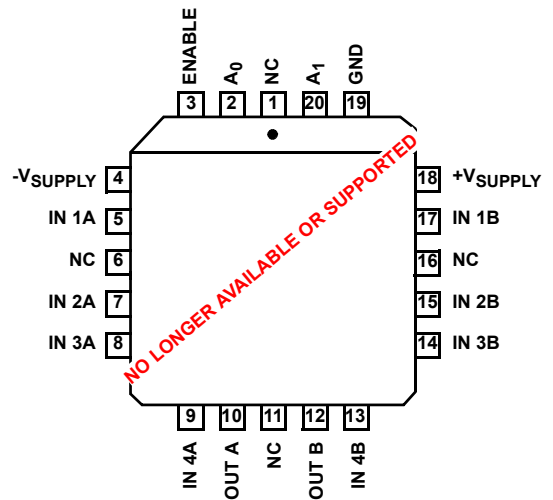 ENABLE
A0
NC
A1
GND
3
2
1
20
19
-VSUPPLY
4
18
+VSUPPLY
IN 1A
5
17
IN 1B
NC
6
16
NC
IN 2A
7
15
IN 2B
IN 3A
8
14
IN 3B
NO LONGER AVAILABLE OR SUPPORTED
9
10
11
12
13
IN 4A
OUT A
NC
OUT B
IN 4B